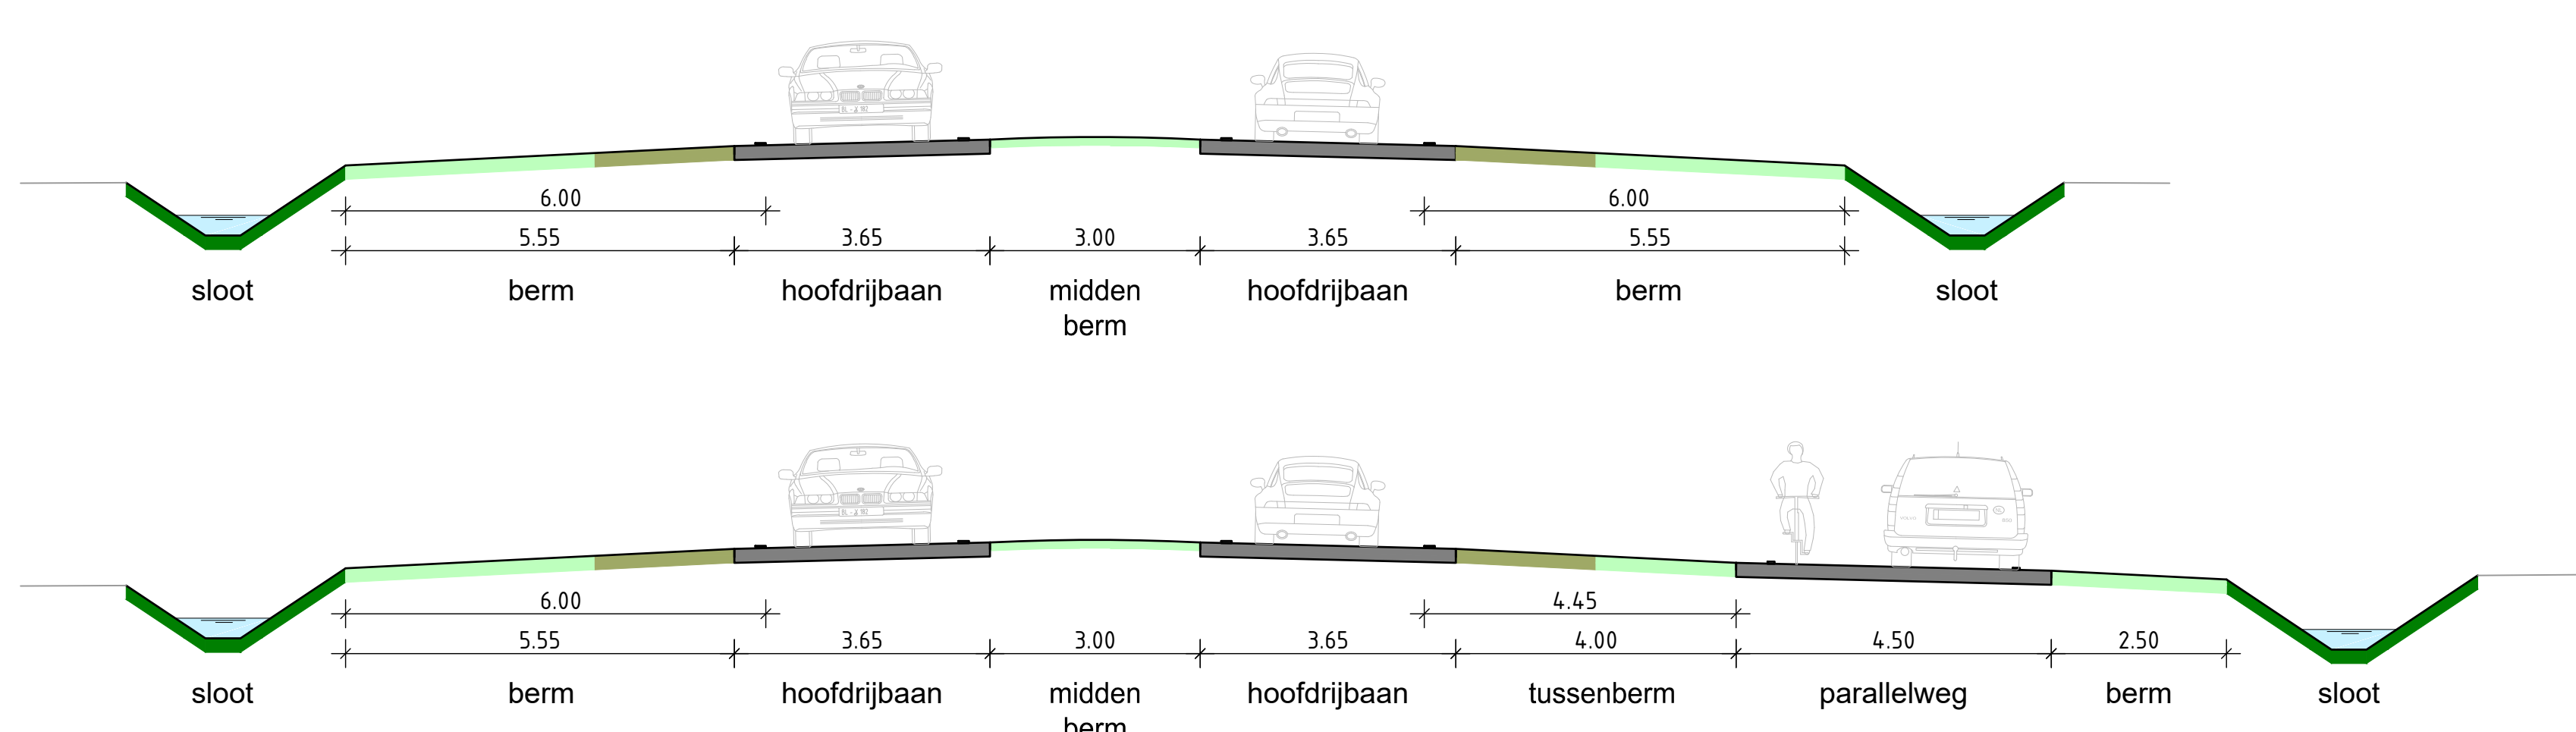 6.00 6.00
5.55 3.65 3.00 3.65 5.55
sloot berm hoofdrijbaan midden hoofdrijbaan berm sloot
berm
6.00 4.45
5.55 3.65 3.00 3.65 4.00 4.50 2.50
sloot berm hoofdrijbaan midden hoofdrijbaan tussenberm parallelweg berm sloot
berm